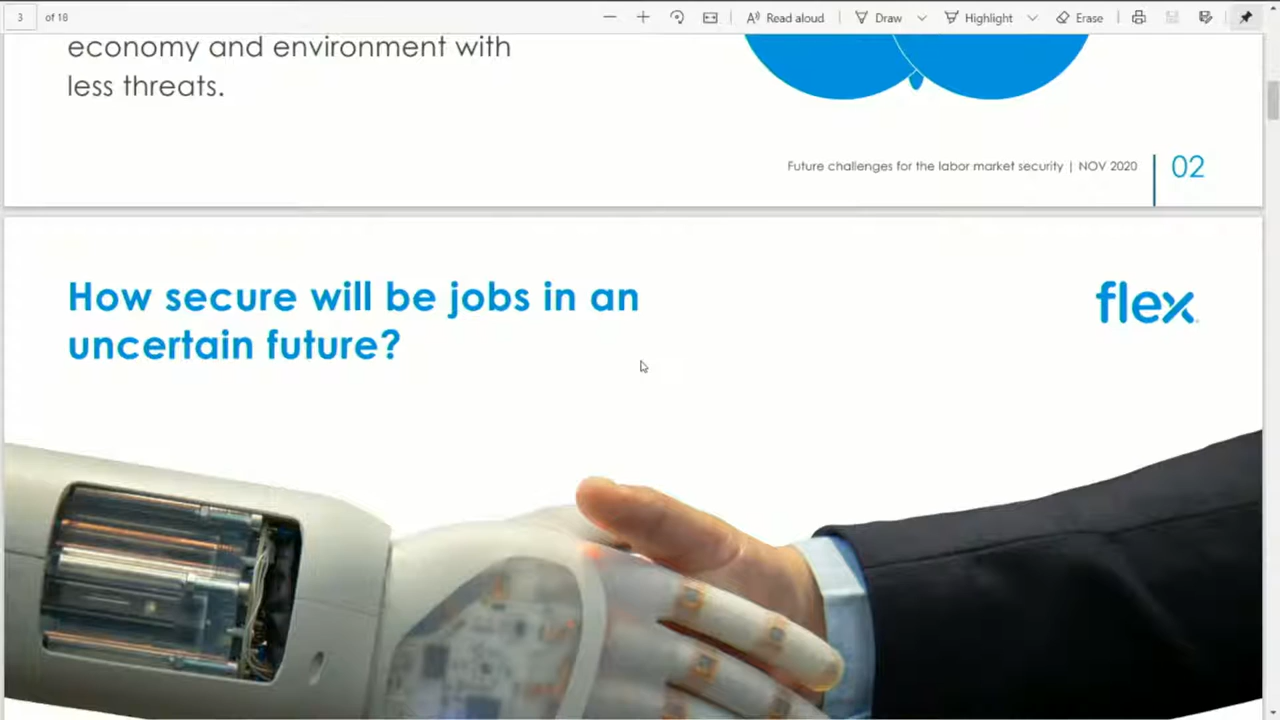 3 of 16 Read aloud Draw Highlight Erase
economy and environment with
less threats.
Future challenges for the labor market security | NOV 2020 02
How secure will be jobs in an
uncertain future?
flex